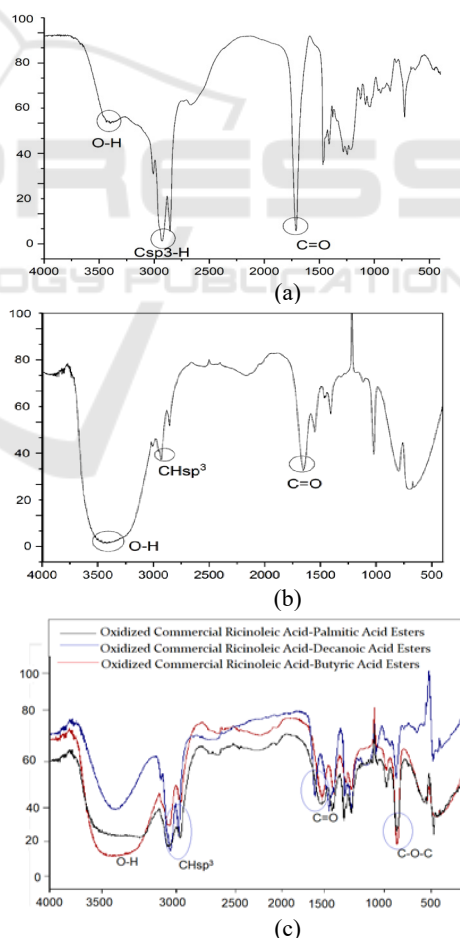 100
80
60
40
20
0
O-H
Csp3-H
C=O
4000 3500 3000 2500 2000 1500 1000 500
(a)
100
80
60
40
20
0
CHsp³
C=O
O-H
4000 3500 3000 2500 2000 1500 1000 500
(b)
Oxidized Commercial Ricinoleic Acid-Palmitic Acid Esters
Oxidized Commercial Ricinoleic Acid-Decanoic Acid Esters
Oxidized Commercial Ricinoleic Acid-Butyric Acid Esters
100
80
60
40
20
0
C=O
O-H
CHsp³
C-O-C
4000 3500 3000 2500 2000 1500 1000 500
(c)
PRESS
LOGY PUBLICATION